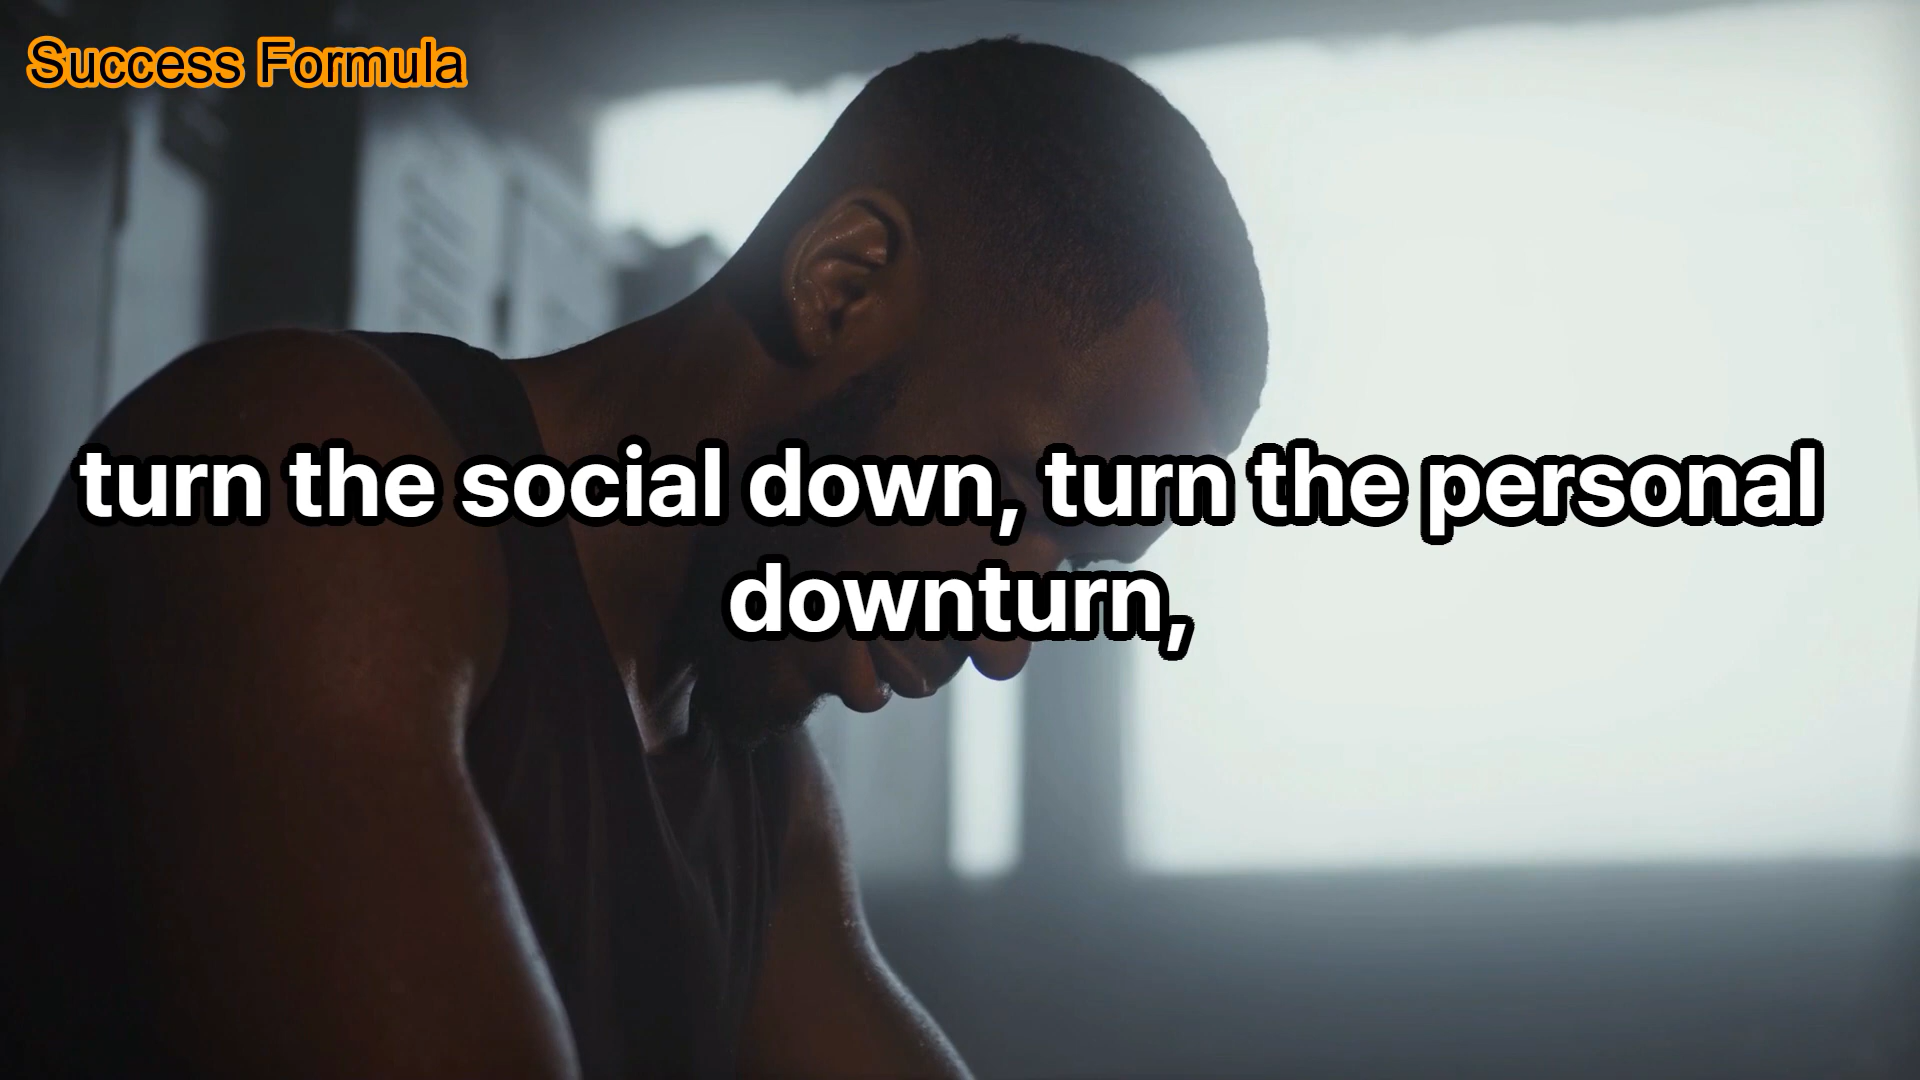 Success Formula
turn the social down, turn the personal
downturn,